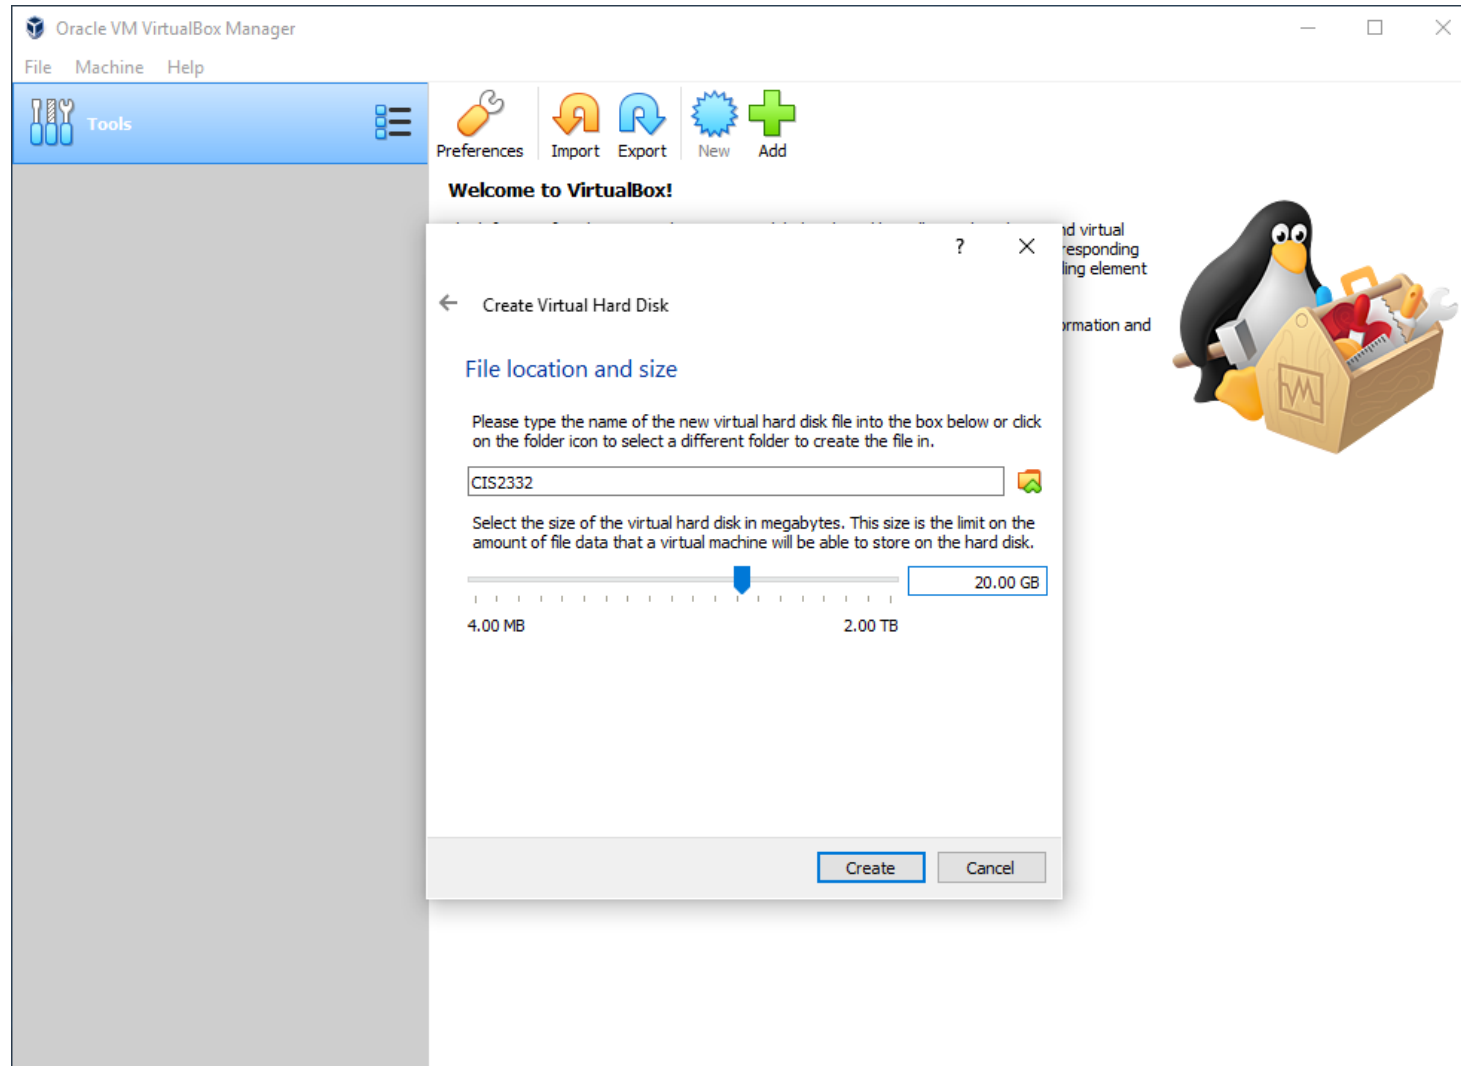 Oracle VM VirtualBox Manager
File Machine Help
Tools
Preferences Import Export New Add
Welcome to VirtualBox!
virtual
element
and
?
Create Virtual Hard Disk
File location and size
Please type the name of the new virtual hard disk file into the box below or click
on the folder icon to select a different folder to create the file in.
CIS2332
Select the size of the virtual hard disk in megabytes. This size is the limit on the
amount of file data that a virtual machine will be able to store on the hard disk.
20.00 GB
4.00 MB 2.00 TB
Create Cancel